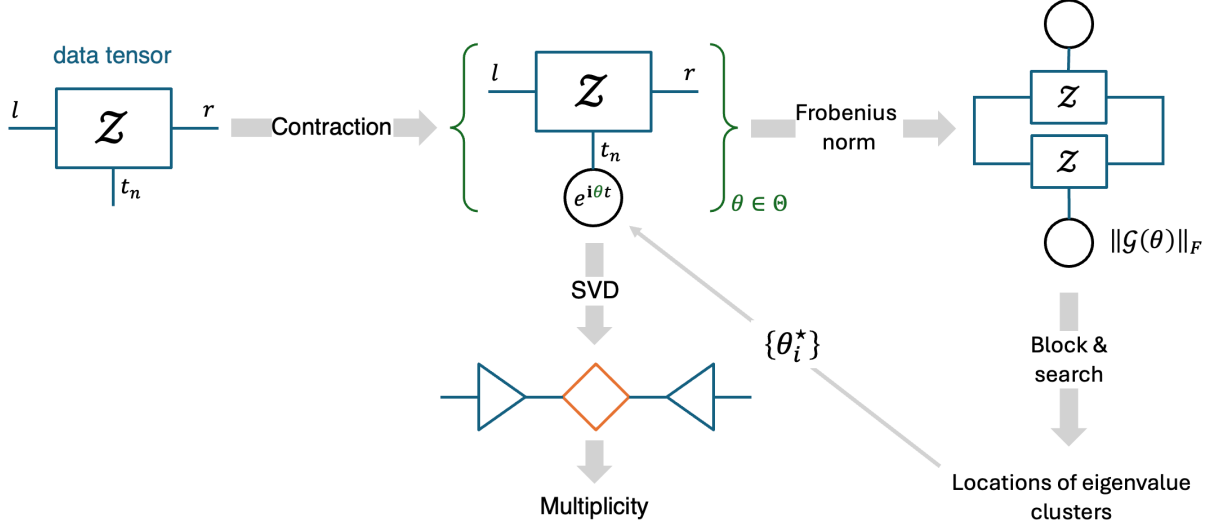 data tensor
l
𝒵
r
t_n
Contraction
l
𝒵
r
t_n
e^{iθt}
θ ∈ Θ
Frobenius
norm
𝒵
𝒵
‖𝒢(θ)‖_F
SVD
{θ_i^⋆}
Block &
search
Multiplicity
Locations of eigenvalue
clusters